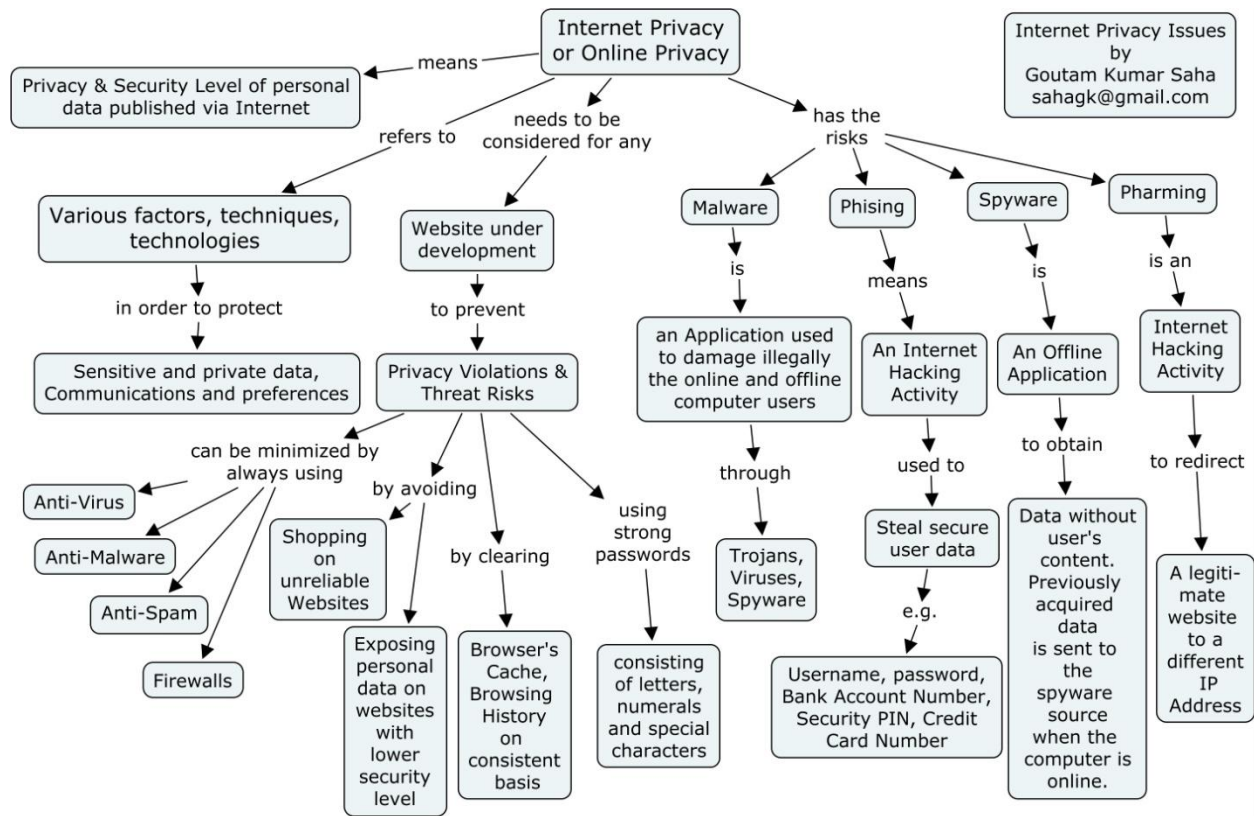 Internet Privacy
or Online Privacy
Internet Privacy Issues
by
Goutam Kumar Saha
sahagk@gmail.com
means
Privacy & Security Level of personal
data published via Internet
refers to
needs to be
considered for any
has the
risks
Various factors, techniques,
technologies
Website under
development
Malware
Phising
Spyware
Pharming
in order to protect
to prevent
is
means
is
is an
Sensitive and private data,
Communications and preferences
Privacy Violations &
Threat Risks
an Application used
to damage illegally
the online and offline
computer users
An Internet
Hacking
Activity
An Offline
Application
Internet
Hacking
Activity
can be minimized by
always using
by avoiding
by clearing
using
strong
passwords
through
used to
to obtain
to redirect
Anti-Virus
Anti-Malware
Anti-Spam
Firewalls
Shopping
on
unreliable
Websites
Exposing
personal
data on
websites
with
lower
security
level
Browser's
Cache,
Browsing
History
on
consistent
basis
consisting
of letters,
numerals
and special
characters
Trojans,
Viruses,
Spyware
Steal secure
user data
e.g.
Username, password,
Bank Account Number,
Security PIN, Credit
Card Number
Data without
user's
content.
Previously
acquired
data
is sent to
the
spyware
source
when the
computer is
online.
A legiti-
mate
website
to a
different
IP
Address